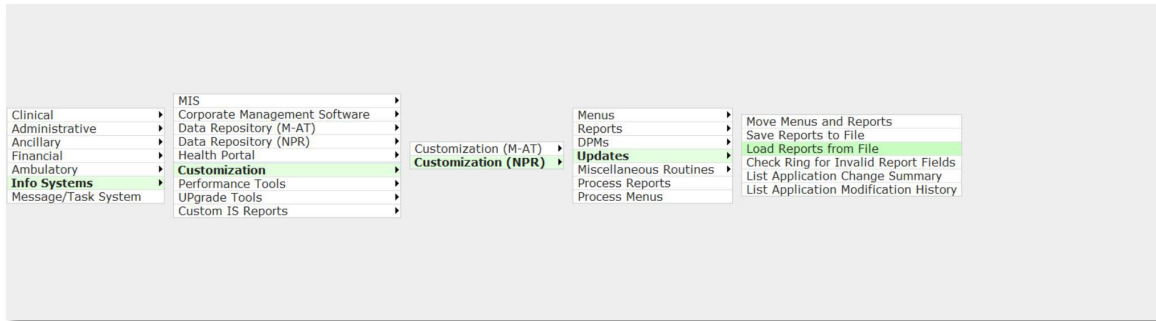 Clinical
Administrative
Ancillary
Financial
Ambulatory
Info Systems
Message/Task System
MIS
Corporate Management Software
Data Repository (M-AT)
Data Repository (NPR)
Health Portal
Customization
Performance Tools
UPgrade Tools
Custom IS Reports
Customization (M-AT)
Customization (NPR)
Menus
Reports
DPMs
Updates
Miscellaneous Routines
Process Reports
Process Menus
Move Menus and Reports
Save Reports to File
Load Reports from File
Check Ring for Invalid Report Fields
List Application Change Summary
List Application Modification History